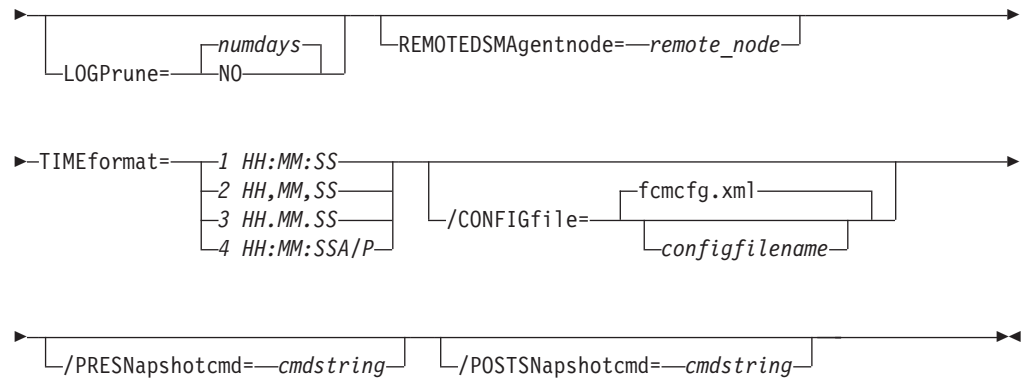 numdays
LOGPrune=
NO
REMOTEDSMAgentnode=
remote_node
TIMEformat=
1 HH:MM:SS
2 HH,MM,SS
3 HH.MM.SS
4 HH:MM:SSA/P
/CONFIGfile=
fcmcfg.xml
configfilename
/PRESNapshotcmd=
cmdstring
/POSTSNapshotcmd=
cmdstring